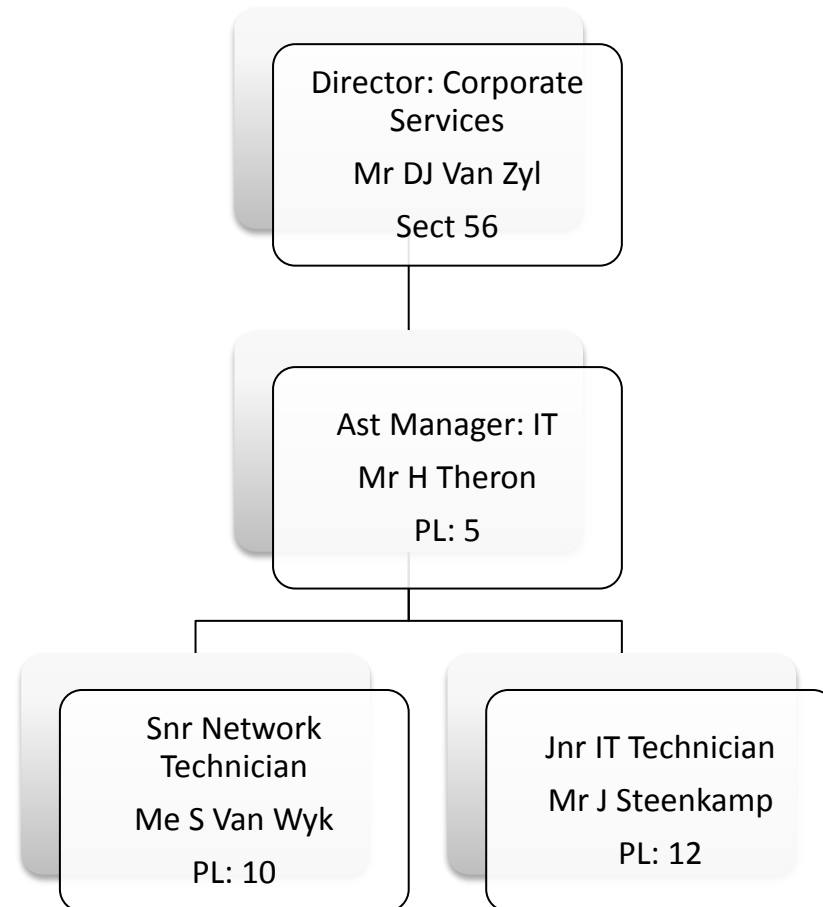 Director: Corporate
Services
Mr DJ Van Zyl
Sect 56
Ast Manager: IT
Mr H Theron
PL: 5
Snr Network
Technician
Me S Van Wyk
PL: 10
Jnr IT Technician
Mr J Steenkamp
PL: 12